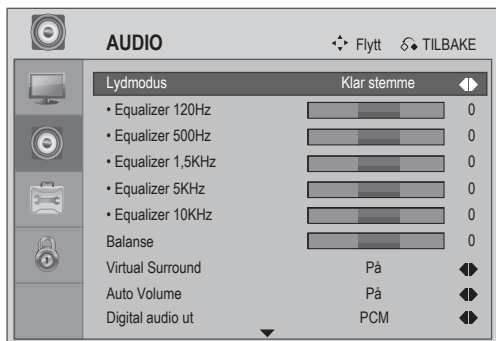 AUDIO Flytt TILBAKE
Lydmodus Klar stemme
• Equalizer 120Hz 0
• Equalizer 500Hz 0
• Equalizer 1,5KHz 0
• Equalizer 5KHz 0
• Equalizer 10KHz 0
Balanse 0
Virtual Surround På
Auto Volume På
Digital audio ut PCM